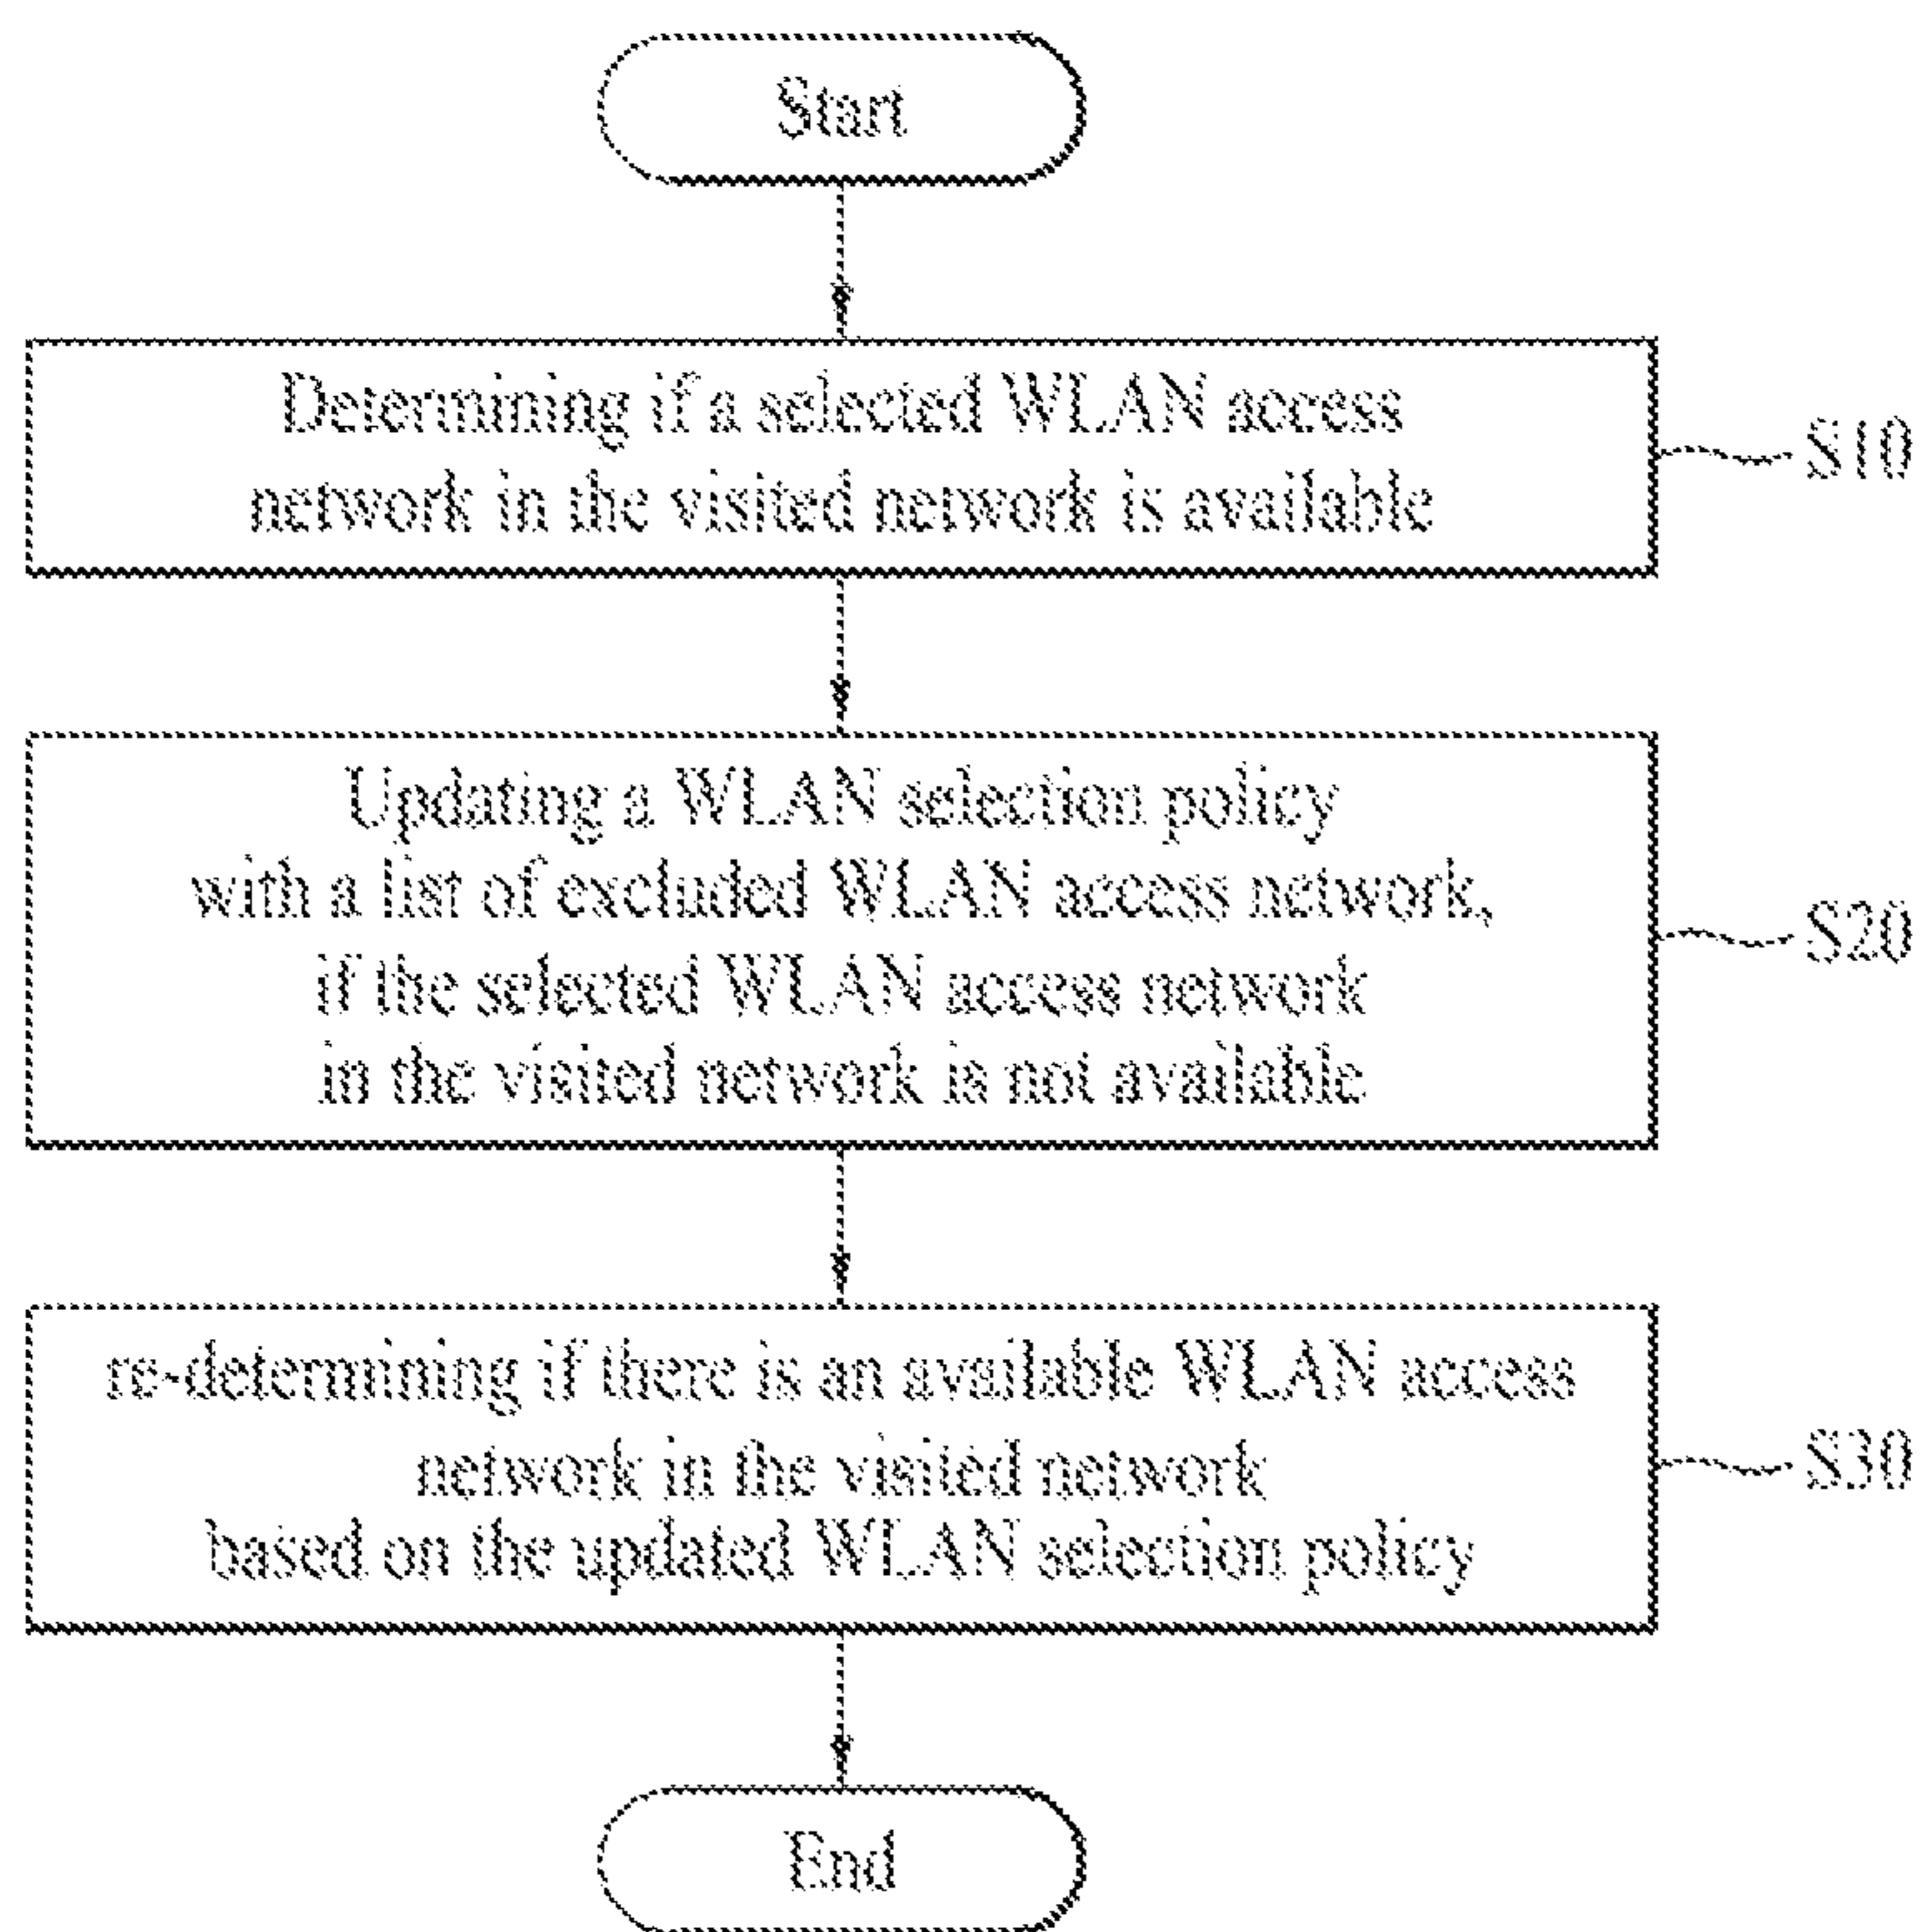 Start
Determining if a selected WLAN access
network in the visited network is available
S10
Updating a WLAN selection policy
with a list of excluded WLAN access network,
if the selected WLAN access network
in the visited network is not available
S20
re-determining if there is an available WLAN access
network in the visited network
based on the updated WLAN selection policy
S30
End